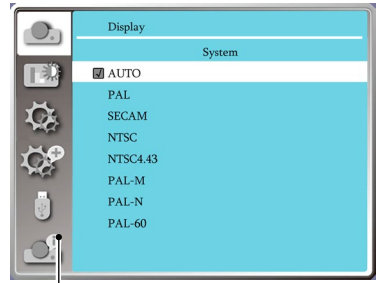 Display
System
AUTO
PAL
SECAM
NTSC
NTSC4.43
PAL-M
PAL-N
PAL-60